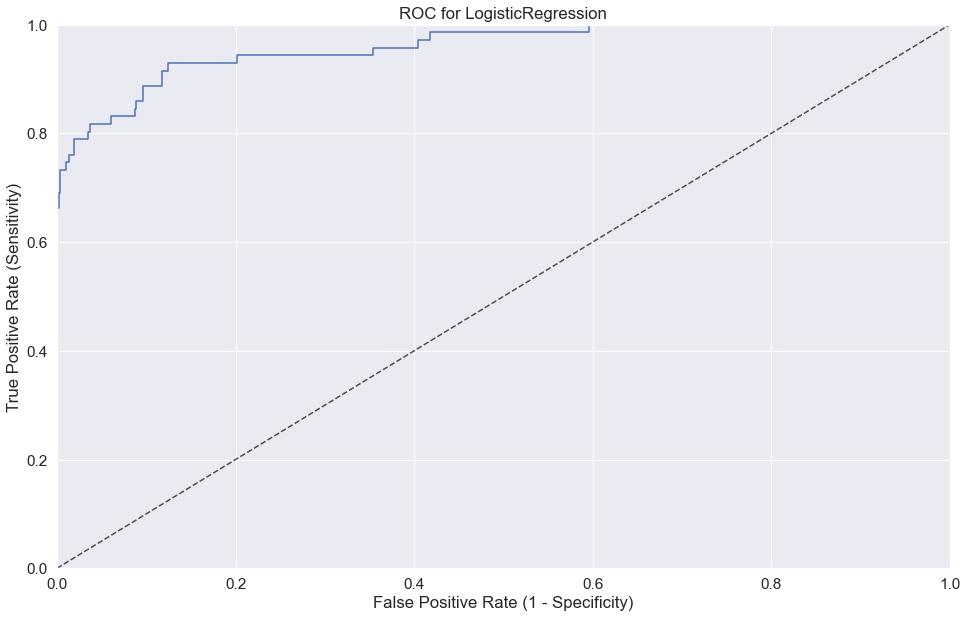 ROC for LogisticRegression
1.0
0.8
0.6
0.4
0.2
0.0
True Positive Rate (Sensitivity)
0.0 0.2 0.4 0.6 0.8 1.0
False Positive Rate (1 - Specificity)